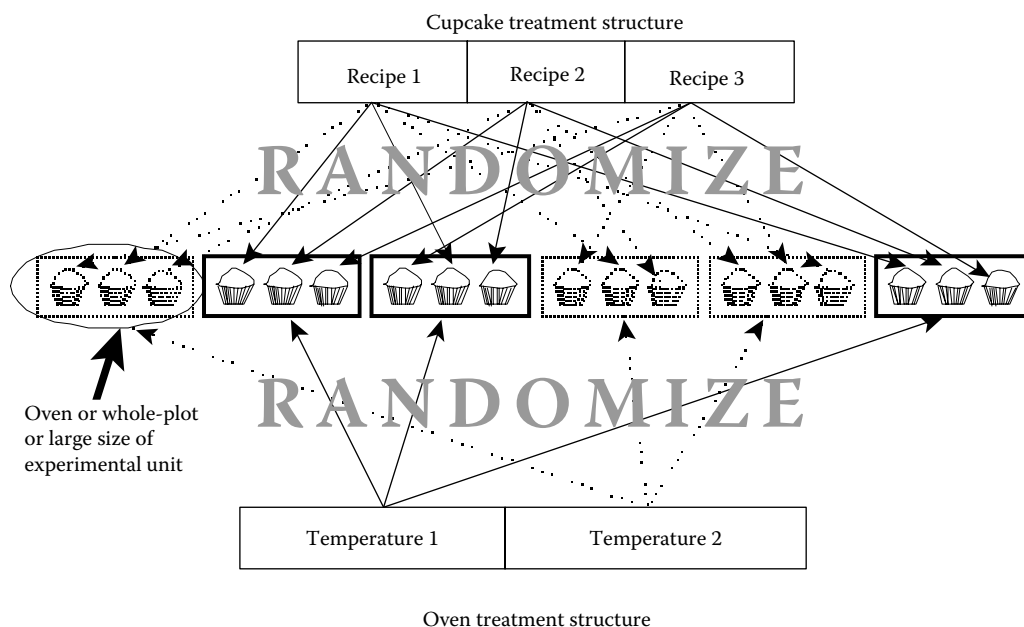 Cupcake treatment structure
Recipe 1
Recipe 2
Recipe 3
RANDOMIZE
RANDOMIZE
Oven or whole-plot
or large size of
experimental unit
Temperature 1
Temperature 2
Oven treatment structure